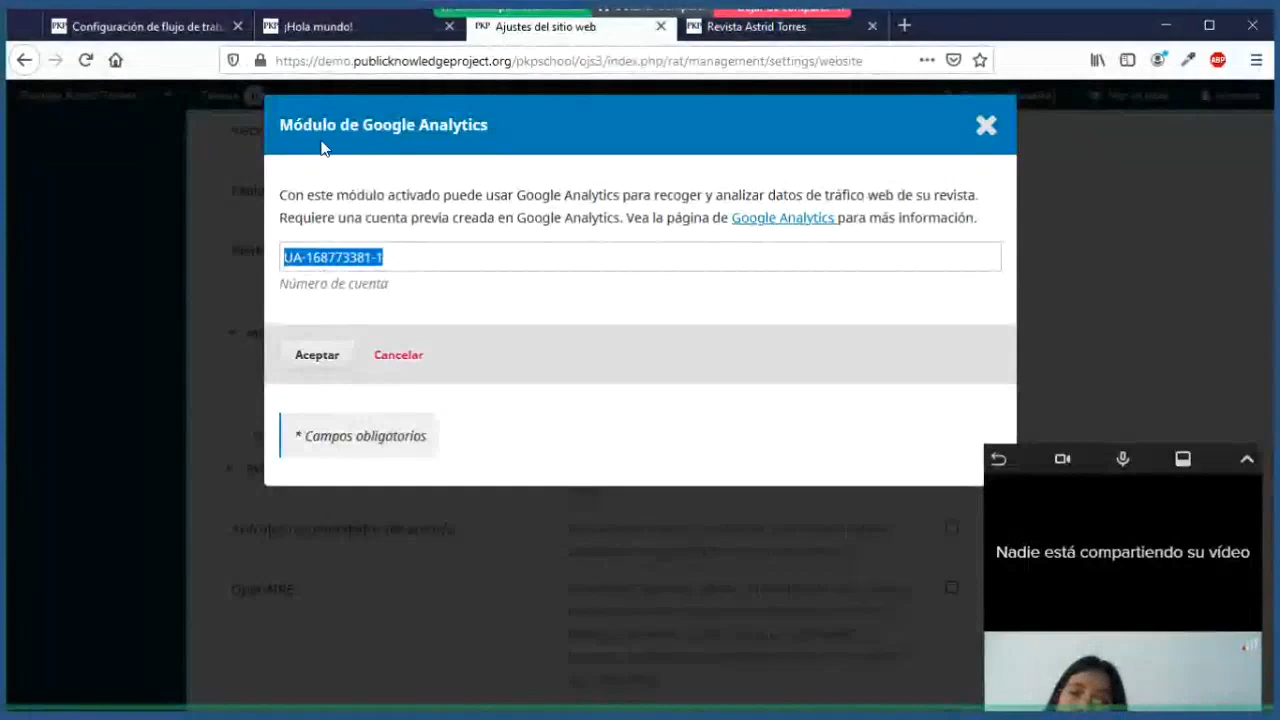 Configuración de flujo de trab
¡Hola mundo!
Ajustes del sitio web
Revista Astrid Torres
https://demo.publicknowledgeproject.org/pkpschool/ojs3/index.php/rat/management/settings/website
ABP
Módulo de Google Analytics
Con este módulo activado puede usar Google Analytics para recoger y analizar datos de tráfico web de su revista.
Requiere una cuenta previa creada en Google Analytics. Vea la página de Google Analytics para más información.
UA-168773381-1
Número de cuenta
Aceptar Cancelar
* Campos obligatorios
Nadie está compartiendo su vídeo